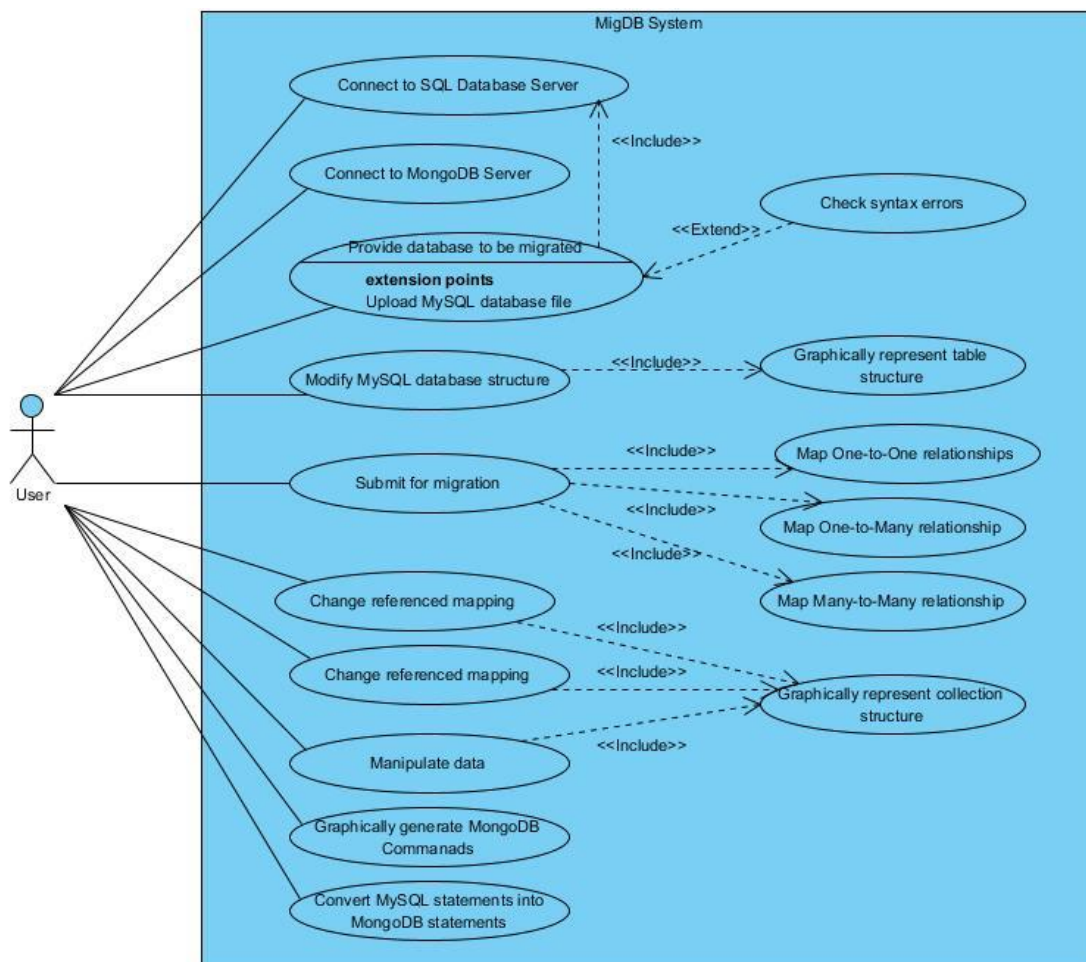 MigDB System
Connect to SQL Database Server
<<Include>>
Connect to MongoDB Server
Check syntax errors
<<Extend>>
Provide database to be migrated
extension points
Upload MySQL database file
<<Include>>
Graphically represent table
structure
Modify MySQL database structure
<<Include>>
Map One-to-One relationships
Submit for migration
User
<<Include>>
Map One-to-Many relationship
<<Include>>
Change referenced mapping
Map Many-to-Many relationship
<<Include>>
Change referenced mapping
<<Include>>
Graphically represent collection
structure
<<Include>>
Manipulate data
Graphically generate MongoDB
Commanads
Convert MySQL statements into
MongoDB statements